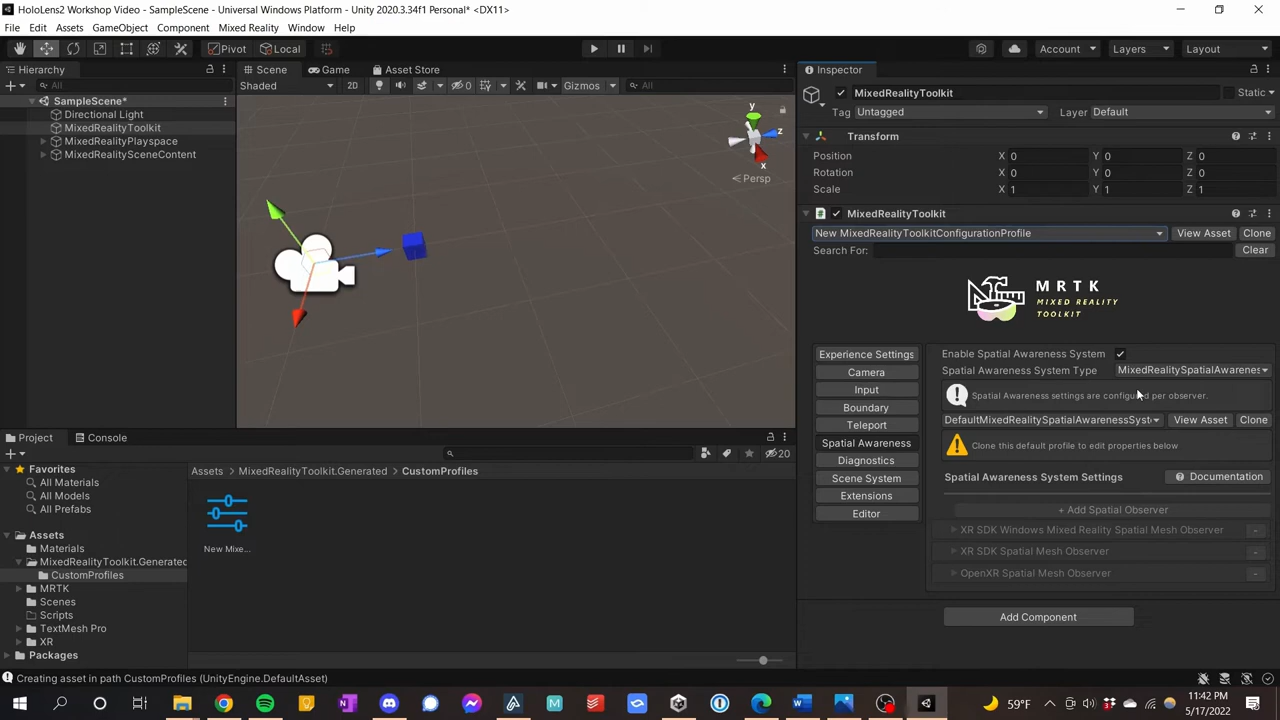 HoloLens2 Workshop Video - SampleScene - Universal Windows Platform - Unity 2020.3.34f1 Personal* <DX11>
File Edit Assets GameObject Component Mixed Reality Window Help
Pivot Local Account Layers Layout
Hierarchy
All
SampleScene*
Directional Light
MixedRealityToolkit
MixedRealityPlayspace
MixedRealitySceneContent
Scene Game Asset Store
Shaded 2D 0 Gizmos All
y
z
x
Persp
Inspector
MixedRealityToolkit Static
Tag Untagged Layer Default
Transform
Position X 0 Y 0 Z 0
Rotation X 0 Y 0 Z 0
Scale X 1 Y 1 Z 1
MixedRealityToolkit
New MixedRealityToolkitConfigurationProfile View Asset Clone
Search For: Clear
MRTK
MIXED REALITY
TOOLKIT
Experience Settings
Camera
Input
Boundary
Teleport
Spatial Awareness
Diagnostics
Scene System
Extensions
Editor
Enable Spatial Awareness System
Spatial Awareness System Type MixedRealitySpatialAwarenes
Spatial Awareness settings are configured per observer.
DefaultMixedRealitySpatialAwarenessSyste View Asset Clone
Clone this default profile to edit properties below
Spatial Awareness System Settings Documentation
+ Add Spatial Observer
XR SDK Windows Mixed Reality Spatial Mesh Observer -
XR SDK Spatial Mesh Observer -
OpenXR Spatial Mesh Observer -
Add Component
Project Console
20
Favorites
All Materials
All Models
All Prefabs
Assets
Materials
MixedRealityToolkit.Generated
CustomProfiles
MRTK
Scenes
Scripts
TextMesh Pro
XR
Packages
Assets MixedRealityToolkit.Generated CustomProfiles
New Mixe...
Creating asset in path CustomProfiles (UnityEngine.DefaultAsset)
59°F
11:42 PM
5/17/2022